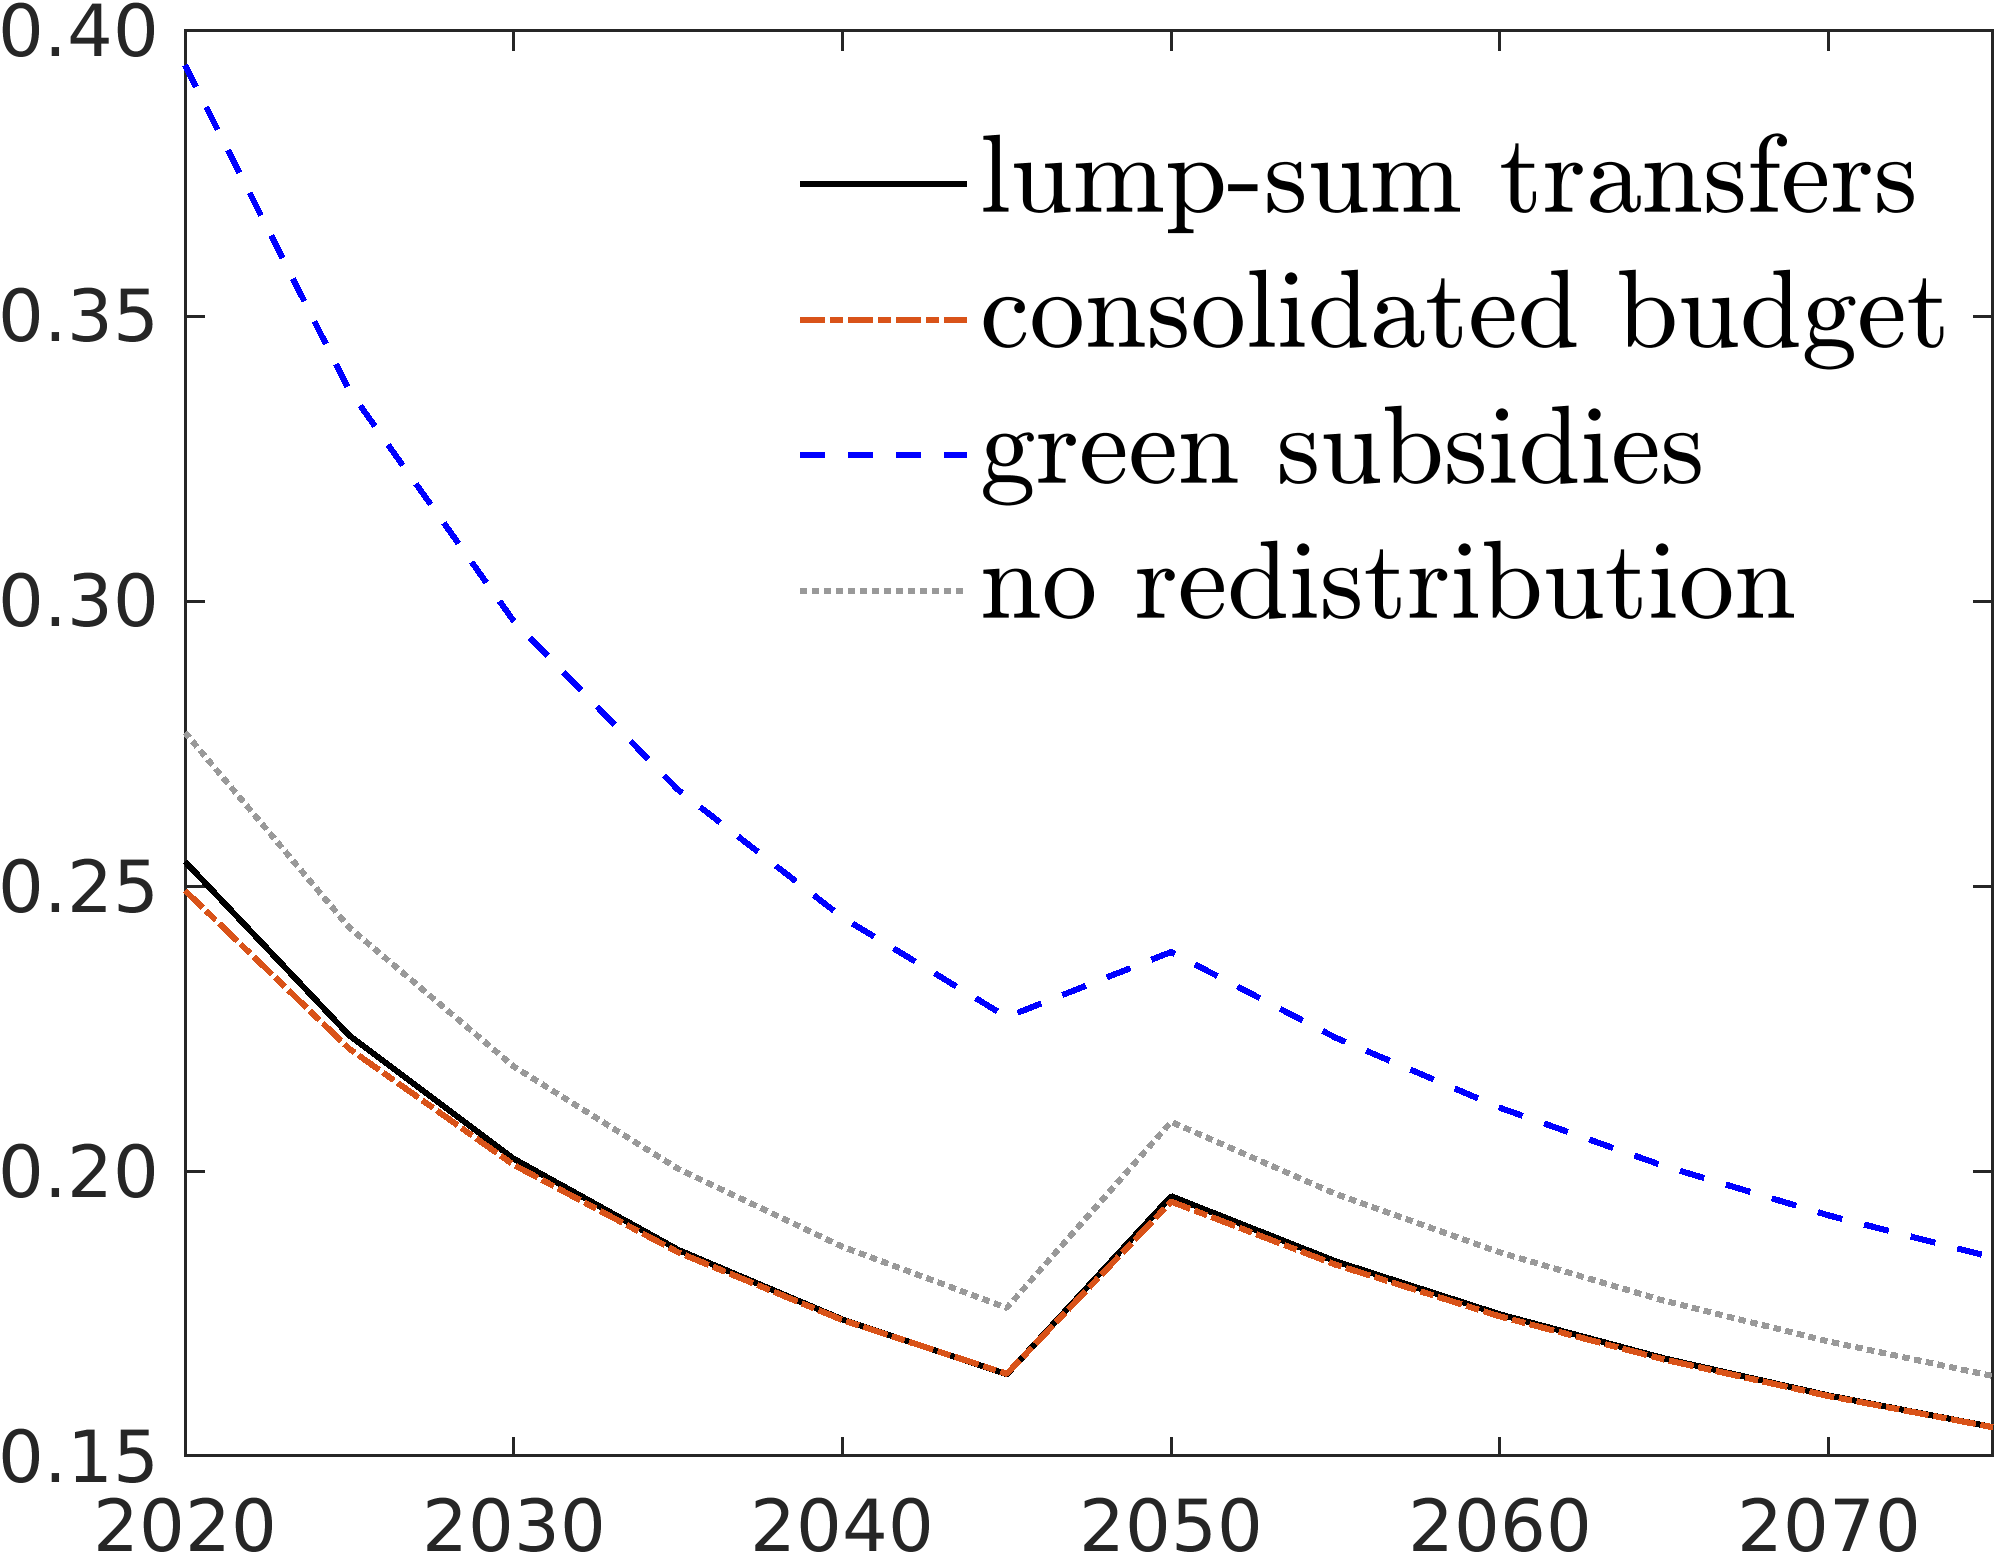 0.40
0.35
0.30
0.25
0.20
0.15
2020 2030 2040 2050 2060 2070
lump-sum transfers
consolidated budget
green subsidies
no redistribution